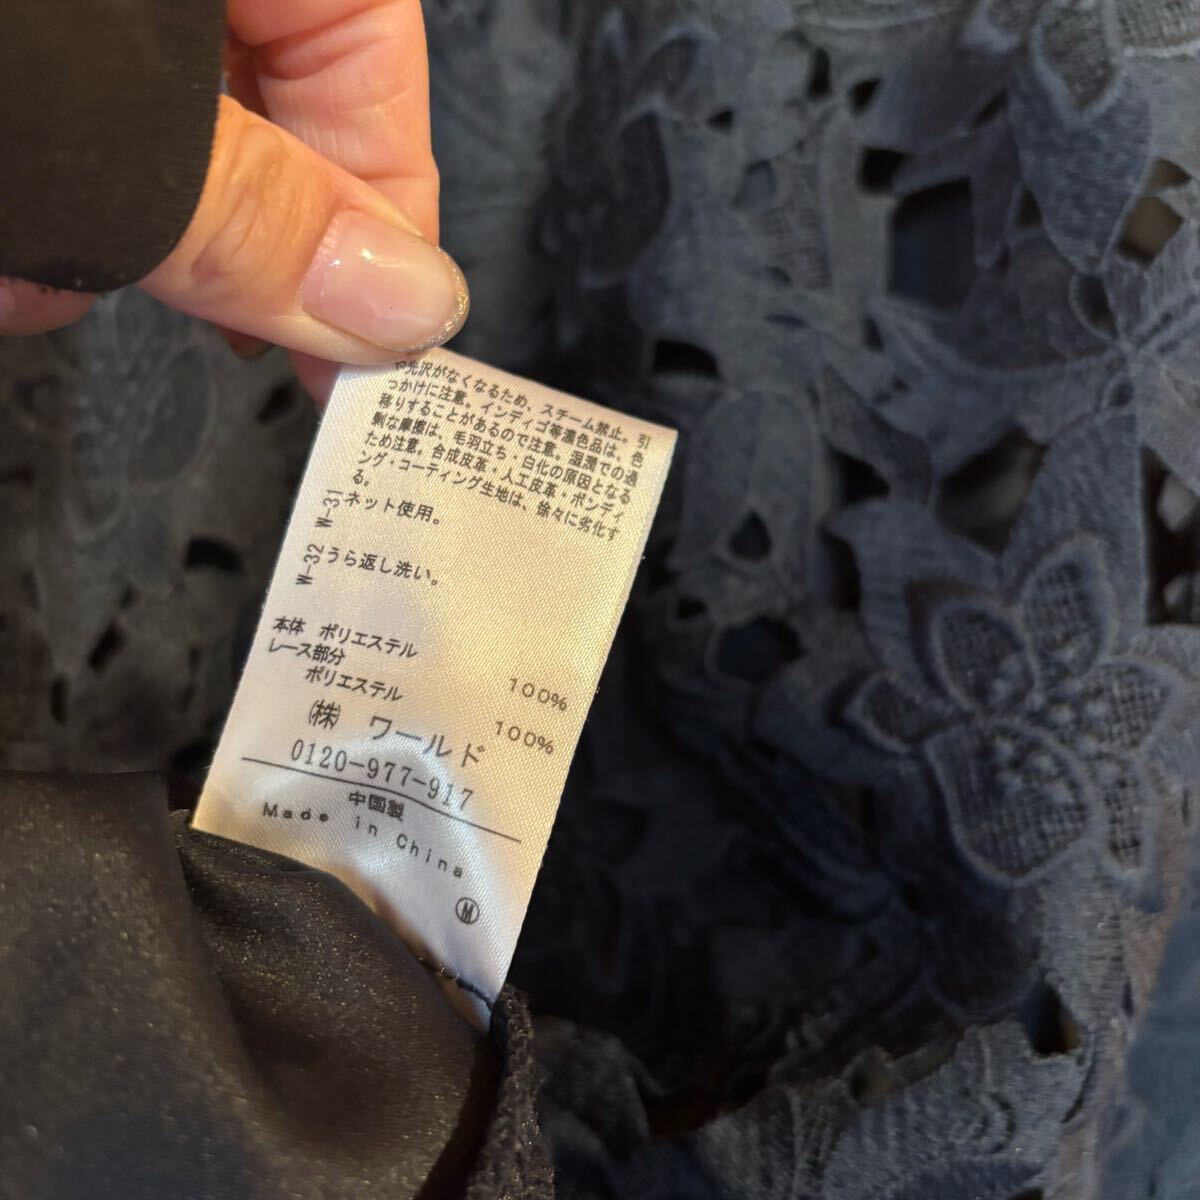 や光沢がなくなるため、スチーム禁止。引
っかけに注意。インディゴ等濃色品は、色
移りすることがあるので注意。湿潤での過
剰な摩擦は、毛羽立ち・白化の原因となる
ため注意。合成皮革・人工皮革・ボンディ
ング・コーティング生地は、徐々に劣化す
る。
W-31 ネット使用。
W-32 うら返し洗い。
本体 ポリエステル 100%
レース部分
ポリエステル 100%
㈱ ワールド
0120-977-917
中国製
Made in China
Ⓜ